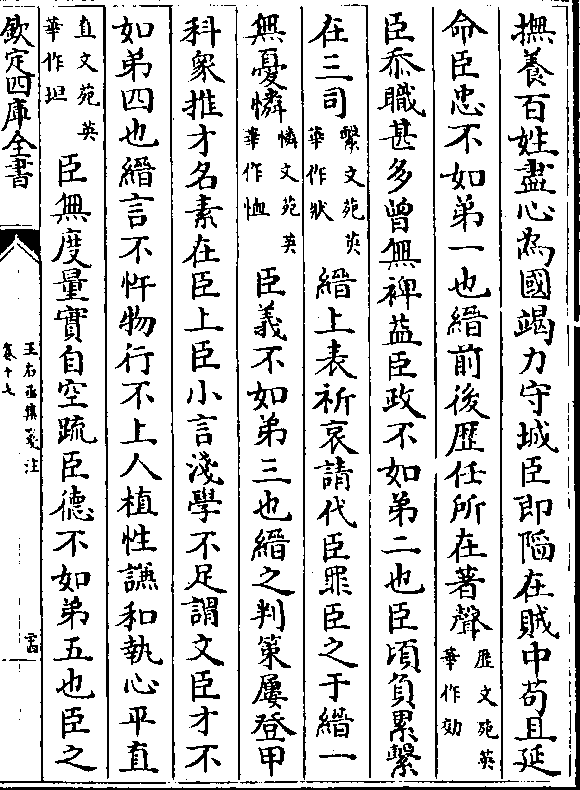 撫養百姓盡心為國竭力守城臣即䧟在賊中苟且延
命臣忠不如弟一也縉前後歴任所在著聲歴文苑英華作効
臣忝職甚多曾無裨益臣政不如弟二也臣頃負累繫
在三司繫文苑英華作狀縉上表祈哀請代臣罪臣之于縉一
無憂憐憐文苑英華作恤臣義不如弟三也縉之判策屢登甲
科衆推才名素在臣上臣小言淺學不足謂文臣才不
如弟四也縉言不忤物行不上人植性謙和執心平直
直文苑英華作坦臣無度量實自空疏臣德不如弟五也臣之
欽定四庫全書
王右丞集箋注
卷十七